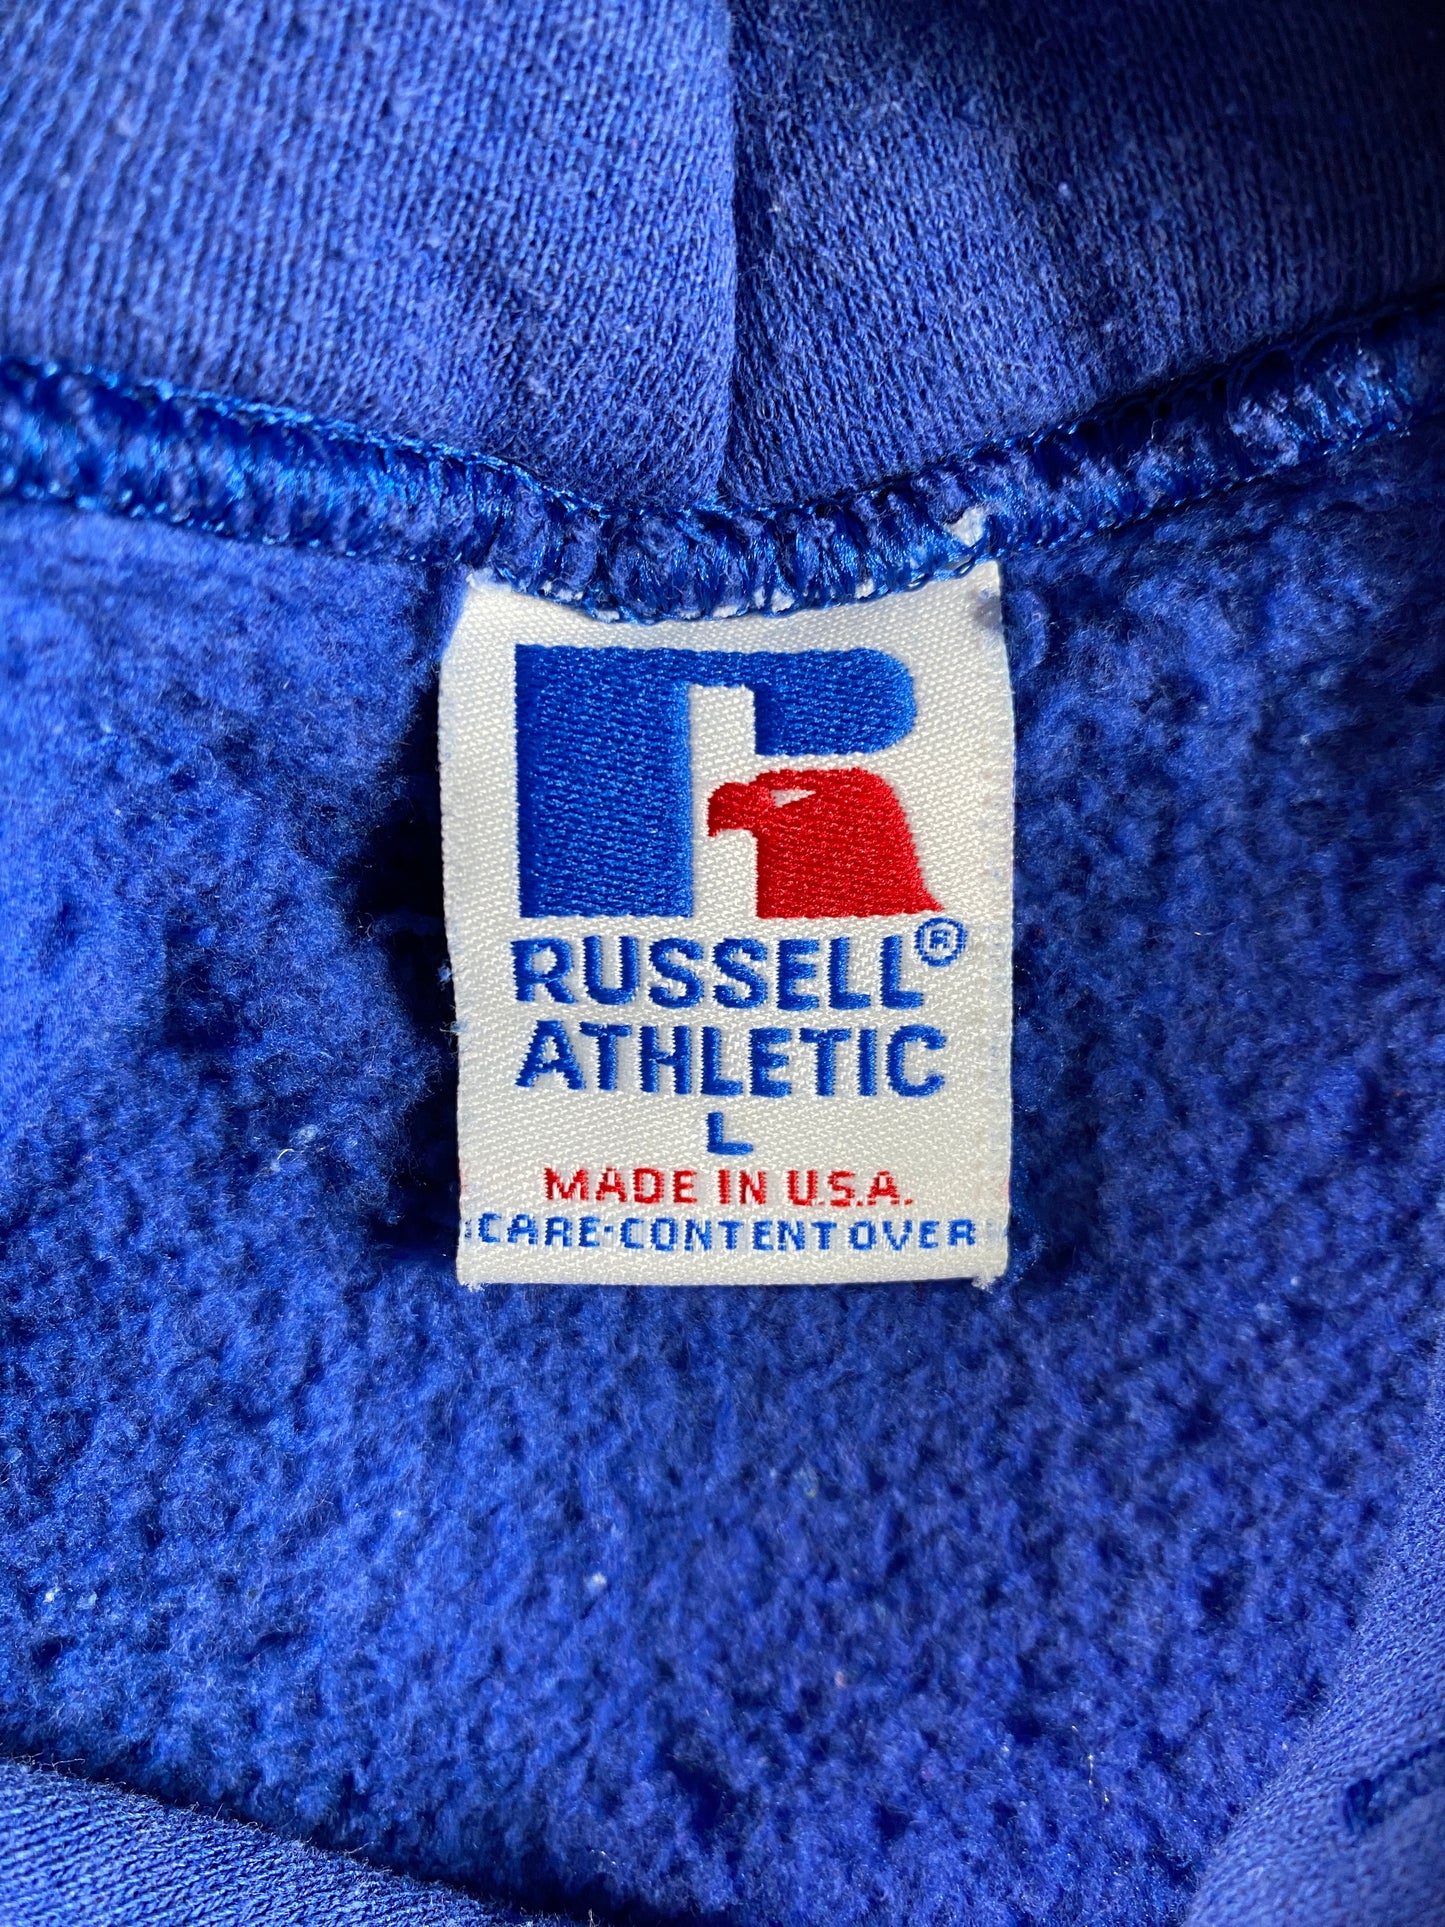 RUSSELL®
ATHLETIC
L
MADE IN U.S.A.
CARE·CONTENT OVER